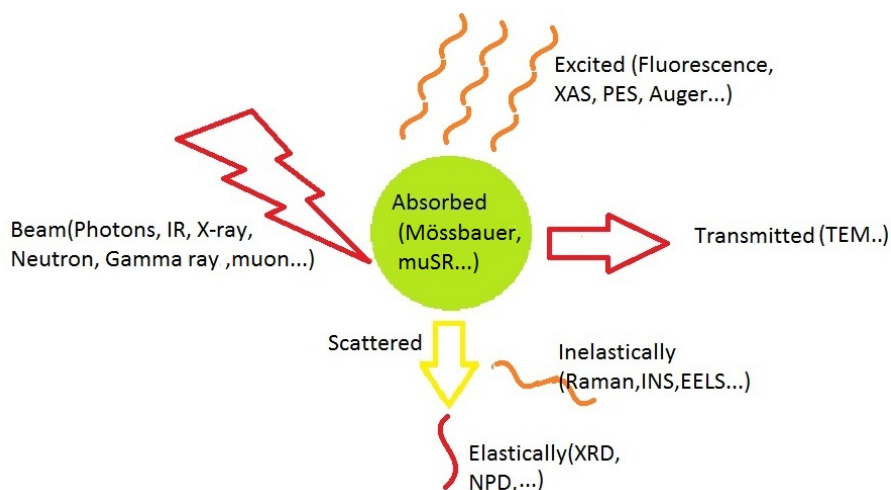 Excited (Fluorescence,
XAS, PES, Auger...)
Absorbed
(Mössbauer,
muSR...)
Beam(Photons, IR, X-ray,
Neutron, Gamma ray ,muon...)
Transmitted (TEM..)
Scattered
Inelastically
(Raman,INS,EELS...)
Elastically(XRD,
NPD,...)